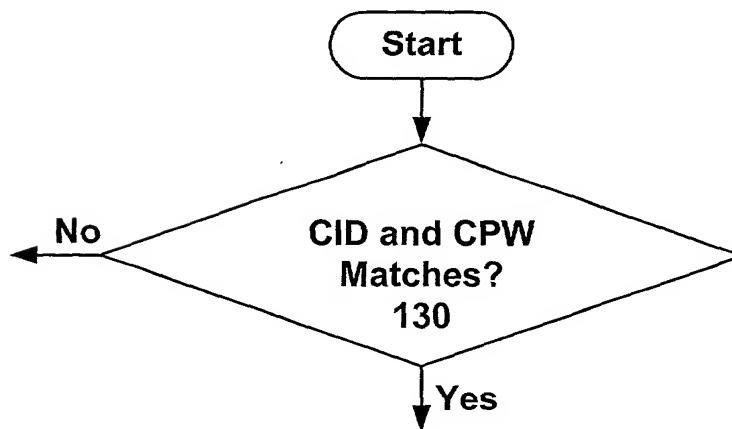 Start
No
CID and CPW
Matches?
130
Yes